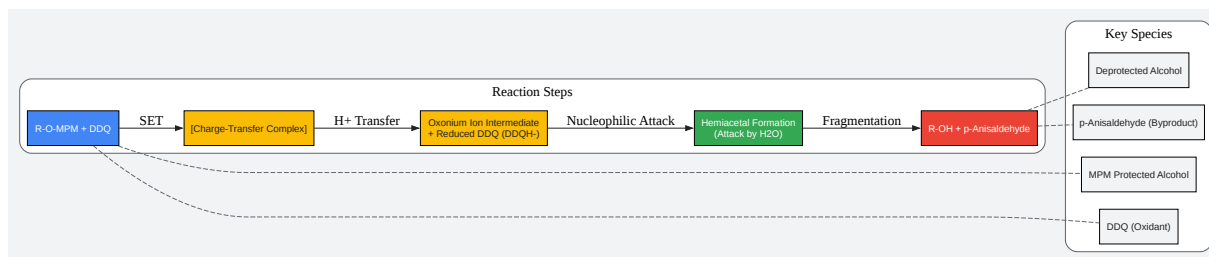 Key Species
Deprotected Alcohol
Reaction Steps
R-O-MPM + DDQ
SET
[Charge-Transfer Complex]
H+ Transfer
Oxonium Ion Intermediate
+ Reduced DDQ (DDQH-)
Nucleophilic Attack
Hemiacetal Formation
(Attack by H2O)
Fragmentation
R-OH + p-Anisaldehyde
p-Anisaldehyde (Byproduct)
MPM Protected Alcohol
DDQ (Oxidant)